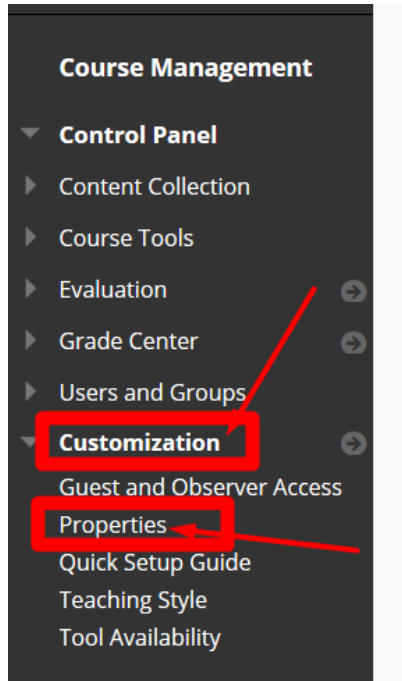 Course Management
Control Panel
Content Collection
Course Tools
Evaluation
Grade Center
Users and Groups
Customization
Guest and Observer Access
Properties
Quick Setup Guide
Teaching Style
Tool Availability